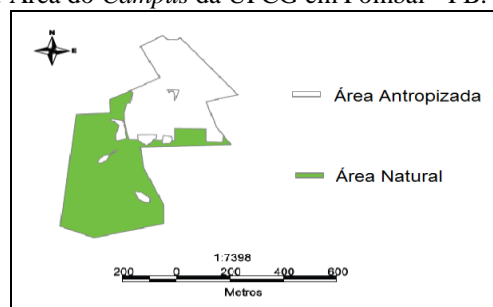 Área do Campus da UFCG em Pombal - PB.
N
E
Área Antropizada
Área Natural
1:7398
200 0 200 400 600
Metros